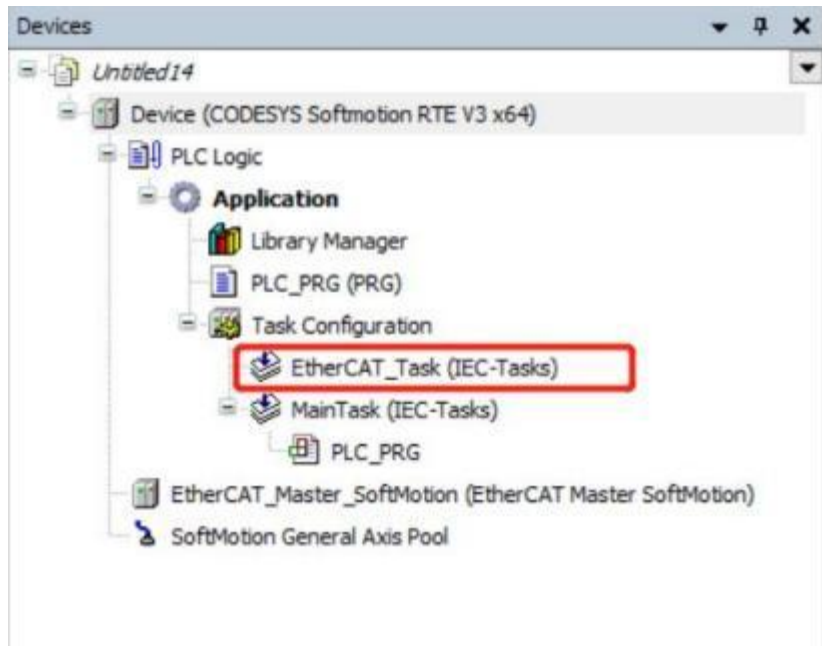 Devices
Untitled14
Device (CODESYS Softmotion RTE V3 x64)
PLC Logic
Application
Library Manager
PLC_PRG (PRG)
Task Configuration
EtherCAT_Task (IEC-Tasks)
MainTask (IEC-Tasks)
PLC_PRG
EtherCAT_Master_SoftMotion (EtherCAT Master SoftMotion)
SoftMotion General Axis Pool